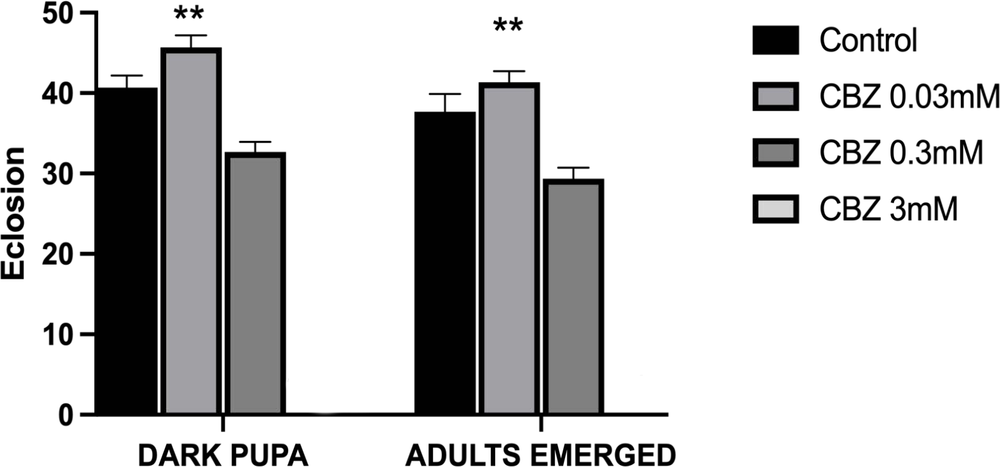 Eclosion
50
40
30
20
10
0
**
**
DARK PUPA
ADULTS EMERGED
Control
CBZ 0.03mM
CBZ 0.3mM
CBZ 3mM